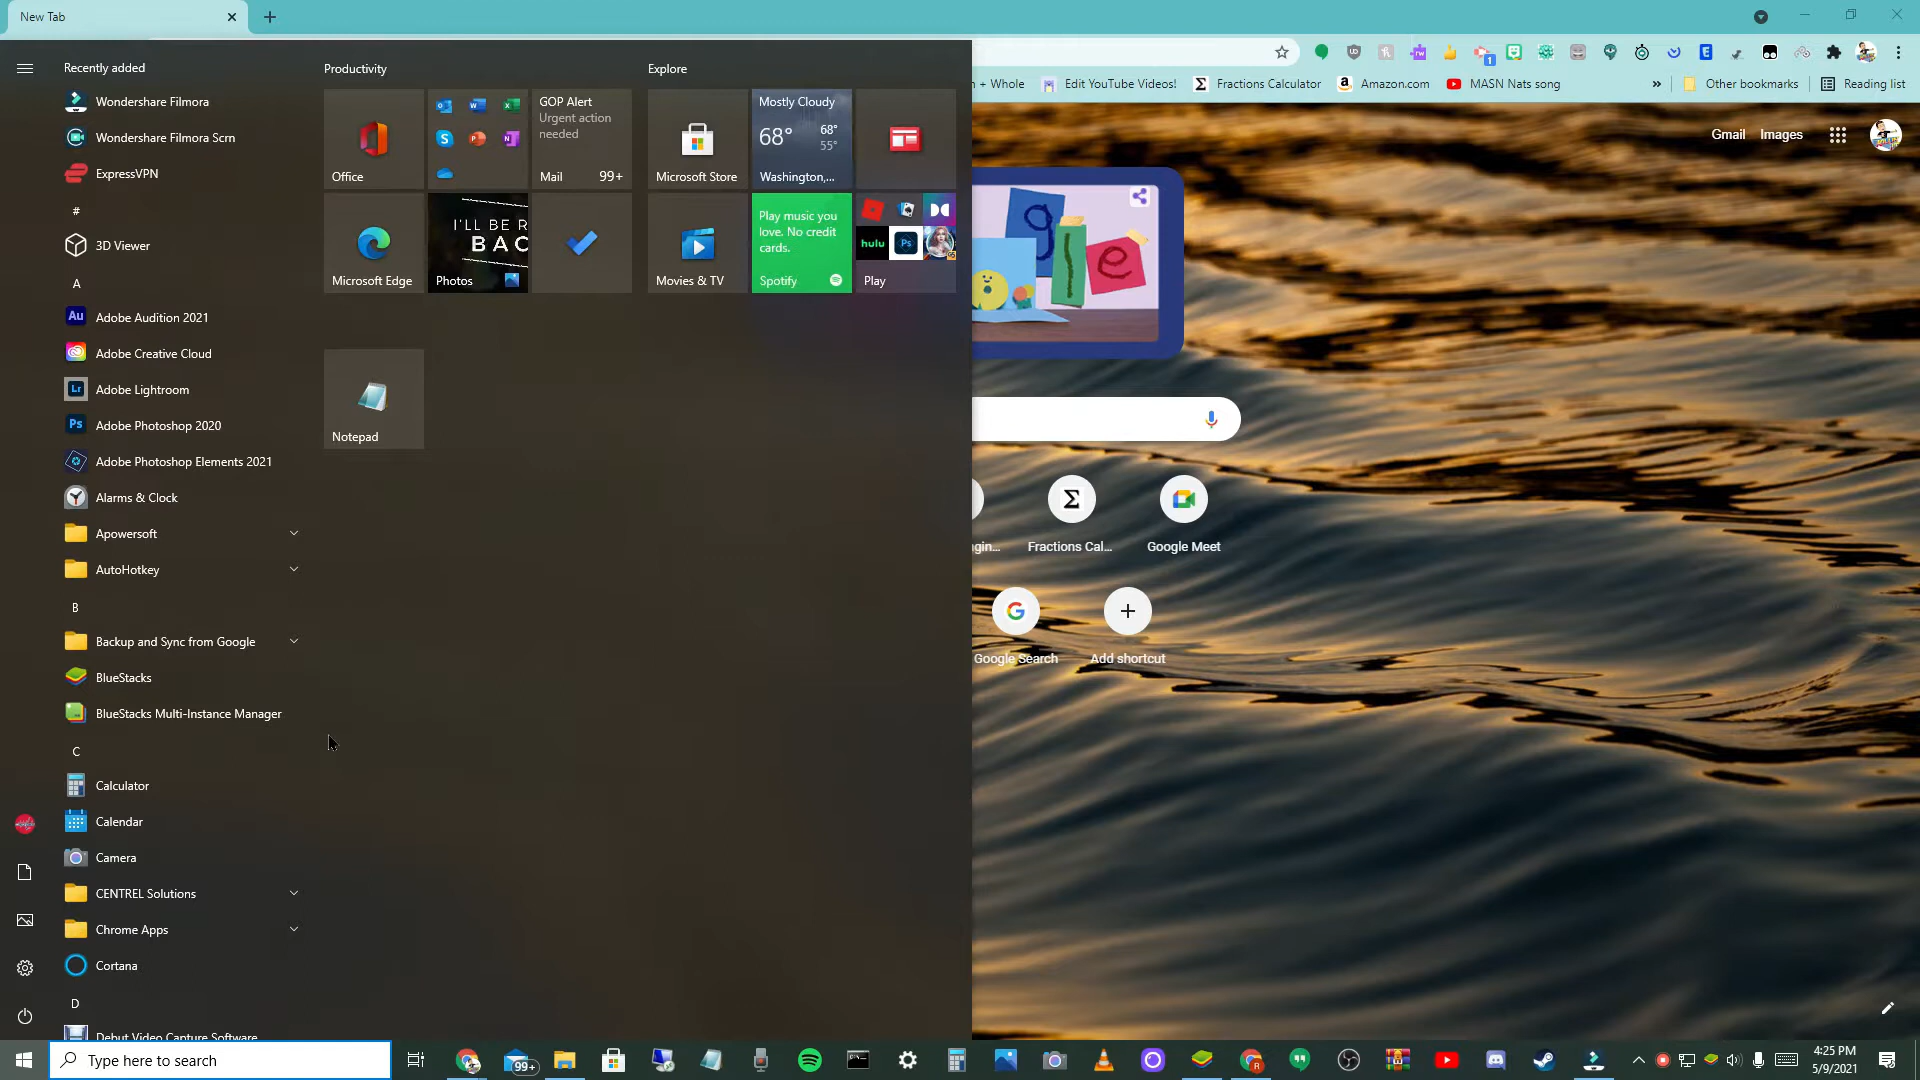 New Tab
Recently added
Wondershare Filmora
Wondershare Filmora Scrn
ExpressVPN
#
3D Viewer
A
Au
Adobe Audition 2021
Adobe Creative Cloud
Lr
Adobe Lightroom
Ps
Adobe Photoshop 2020
Adobe Photoshop Elements 2021
Alarms & Clock
Apowersoft
AutoHotkey
B
Backup and Sync from Google
BlueStacks
BlueStacks Multi-Instance Manager
C
Calculator
Calendar
Camera
CENTREL Solutions
Chrome Apps
Cortana
D
Debut Video Capture Software
Productivity
Office
GOP Alert
Urgent action
needed
Mail 99+
Microsoft Edge
I'LL BE R
BAC
Photos
Notepad
Explore
Microsoft Store
Mostly Cloudy
68° 68°
55°
Washington,...
Movies & TV
Play music you
love. No credit
cards.
Spotify
hulu
Ps
Play
1
n + Whole
Edit YouTube Videos!
Fractions Calculator
Amazon.com
MASN Nats song
»
Other bookmarks
Reading list
Gmail
Images
g
l
e
Σ
ngin...
Fractions Cal...
Google Meet
Google Search
Add shortcut
Type here to search
99+
R
4:25 PM
5/9/2021